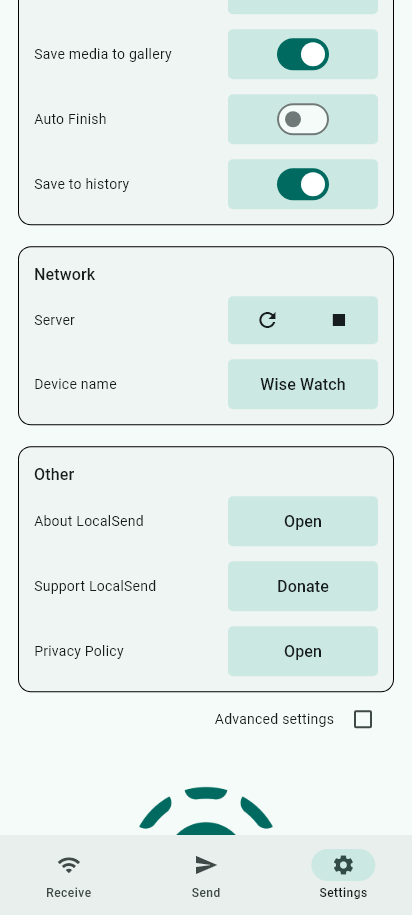 Save media to gallery
Auto Finish
Save to history
Network
Server
Device name
Wise Watch
Other
About LocalSend
Open
Support LocalSend
Donate
Privacy Policy
Open
Advanced settings
Receive
Send
Settings